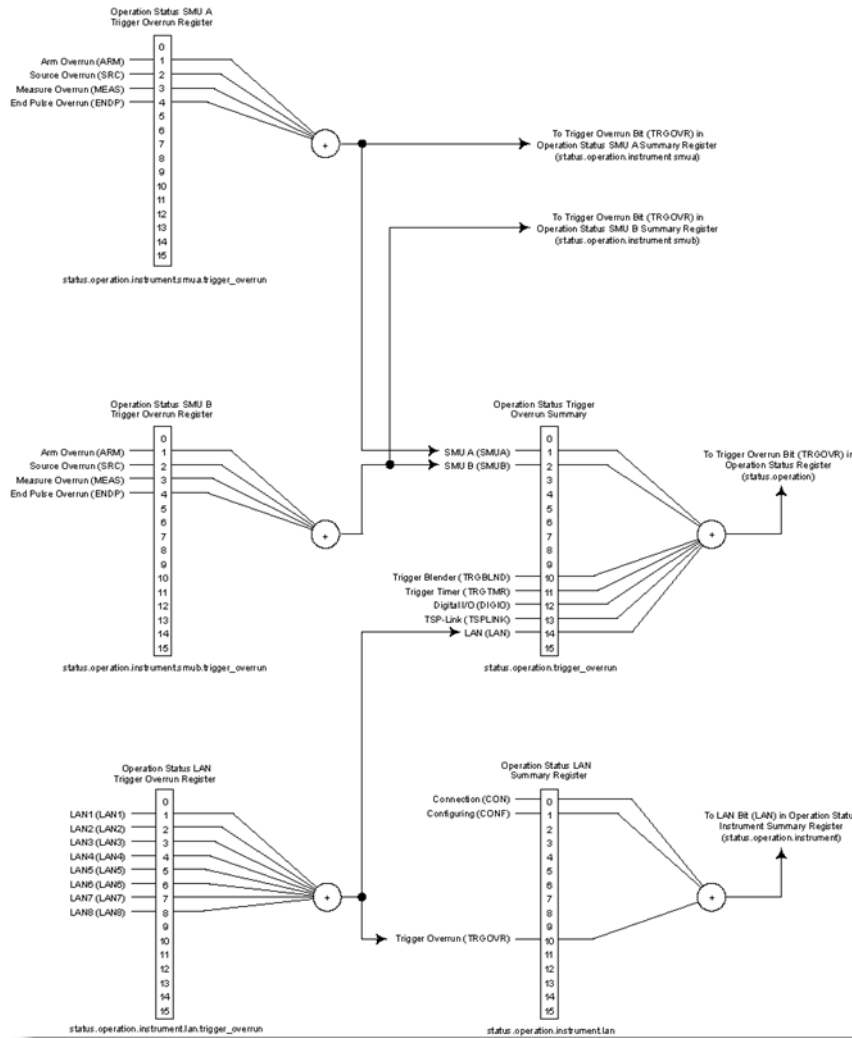 Operation Status SMU A
Trigger Overrun Register
0
Arm Overrun (ARM) 1
Source Overrun (SRC) 2
Measure Overrun (MEAS) 3
End Pulse Overrun (ENDP) 4
5
6
7
8
9
10
11
12
13
14
15
status.operation.instrument.smua.trigger_overrun
+
To Trigger Overrun Bit (TRGOVR) in
Operation Status SMU A Summary Register
(status.operation.instrument smua)
To Trigger Overrun Bit (TRGOVR) in
Operation Status SMU B Summary Register
(status.operation.instrument smub)
Operation Status SMU B
Trigger Overrun Register
0
Arm Overrun (ARM) 1
Source Overrun (SRC) 2
Measure Overrun (MEAS) 3
End Pulse Overrun (ENDP) 4
5
6
7
8
9
10
11
12
13
14
15
status.operation.instrument.smub.trigger_overrun
+
Operation Status Trigger
Overrun Summary
0
SMU A (SMUA) 1
SMU B (SMUB) 2
3
4
5
6
7
8
9
Trigger Blender (TRGBLND) 10
Trigger Timer (TRGTMR) 11
Digital I/O (DIGIO) 12
TSP-Link (TSPLINK) 13
LAN (LAN) 14
15
status.operation.trigger_overrun
+
To Trigger Overrun Bit (TRGOVR) in
Operation Status Register
(status.operation)
Operation Status LAN
Trigger Overrun Register
0
LAN1 (LAN1) 1
LAN2 (LAN2) 2
LAN3 (LAN3) 3
LAN4 (LAN4) 4
LAN5 (LAN5) 5
LAN6 (LAN6) 6
LAN7 (LAN7) 7
LAN8 (LAN8) 8
9
10
11
12
13
14
15
status.operation.instrument.lan.trigger_overrun
+
Operation Status LAN
Summary Register
Connection (CON) 0
Configuring (CONF) 1
2
3
4
5
6
7
8
9
Trigger Overrun (TRGOVR) 10
11
12
13
14
15
status.operation.instrument.lan
+
To LAN Bit (LAN) in Operation Status
Instrument Summary Register
(status.operation.instrument)